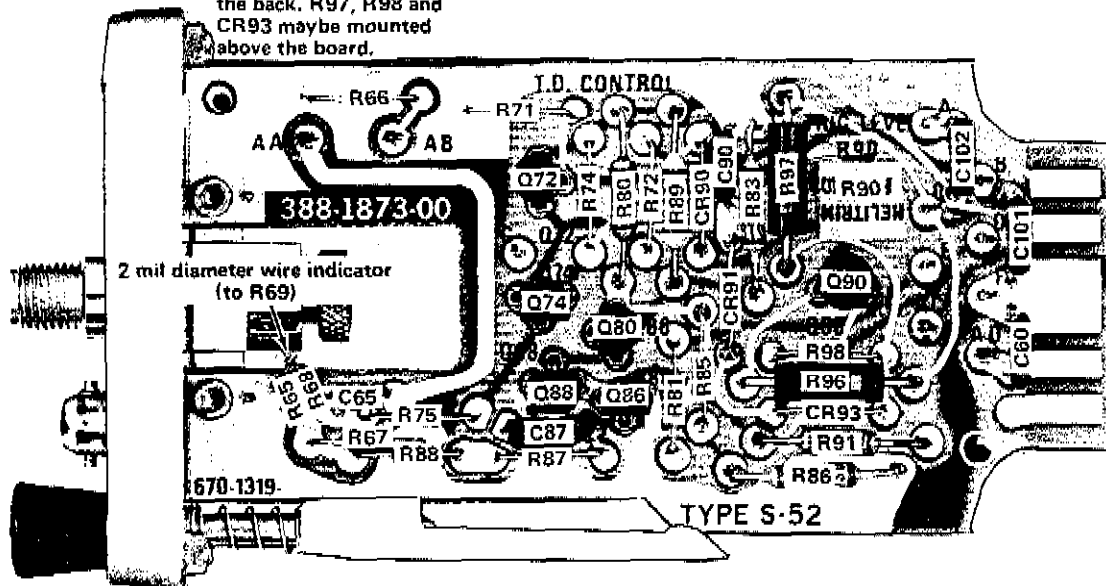 the back. R97, R98 and
CR93 maybe mounted
above the board.
T.D. CONTROL
R66
R71
AA
AB
A
C102
C90
R97
R90
B
Q72
R74
R80
R72
R89
CR90
R83
R90
HELITRIM
C101
388-1873-00
2 mil diameter wire indicator
(to R69)
Q74
CR91
Q90
Q80
C60
R98
R65
R68
C65
Q88
Q86
R81
R85
R96
R75
CR93
R67
C87
R91
R88
R87
R86
670-1319-
TYPE S-52